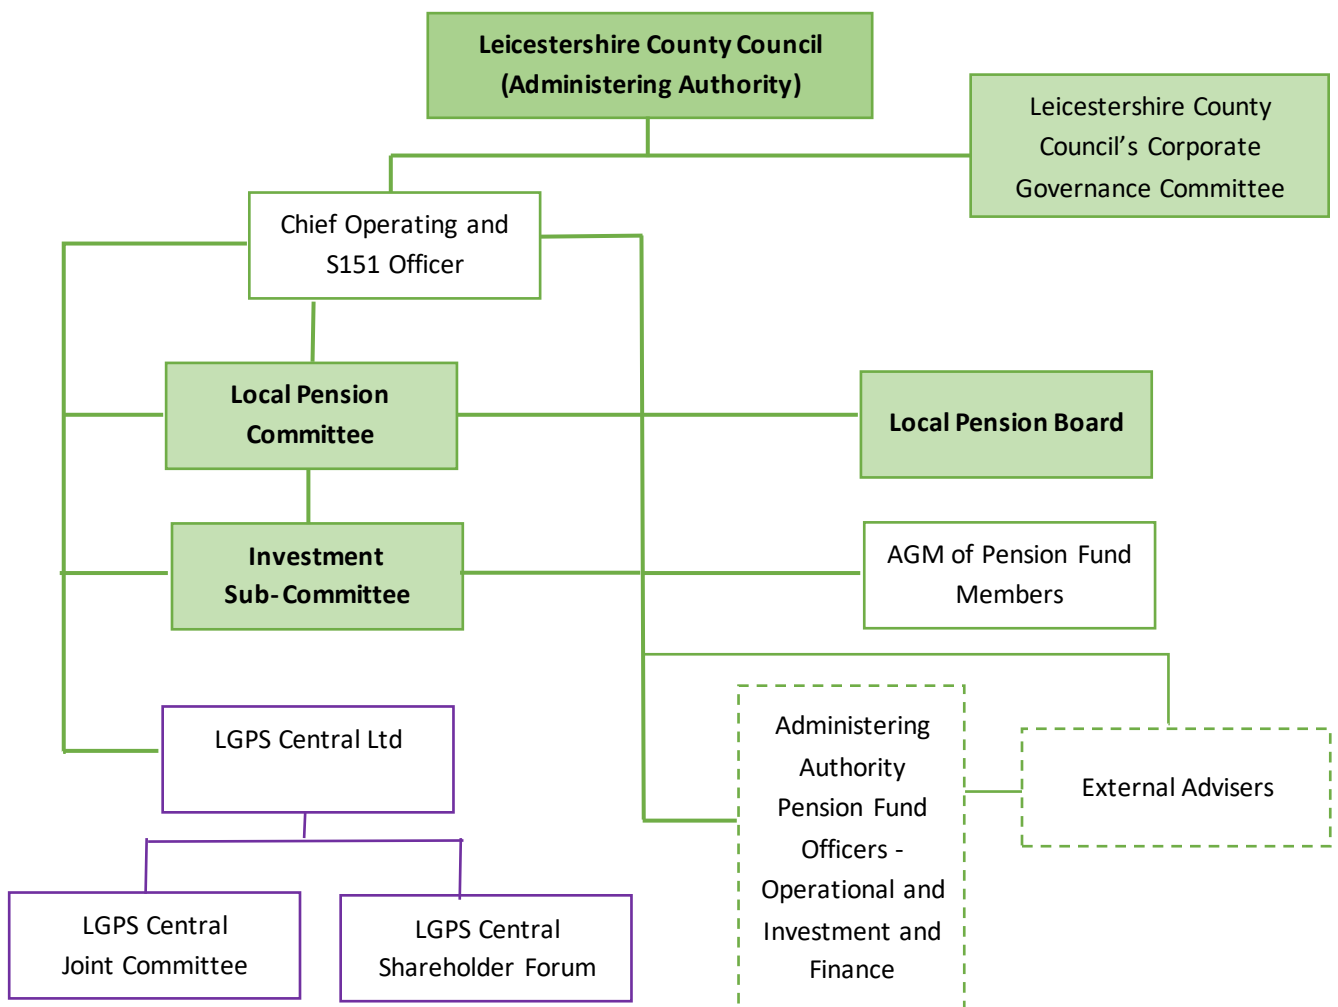 Leicestershire County Council
(Administering Authority)
Leicestershire County
Council’s Corporate
Governance Committee
Chief Operating and
S151 Officer
Local Pension
Committee
Local Pension Board
Investment
Sub- Committee
AGM of Pension Fund
Members
LGPS Central Ltd
Administering
Authority
Pension Fund
Officers -
Operational and
Investment and
Finance
External Advisers
LGPS Central
Joint Committee
LGPS Central
Shareholder Forum